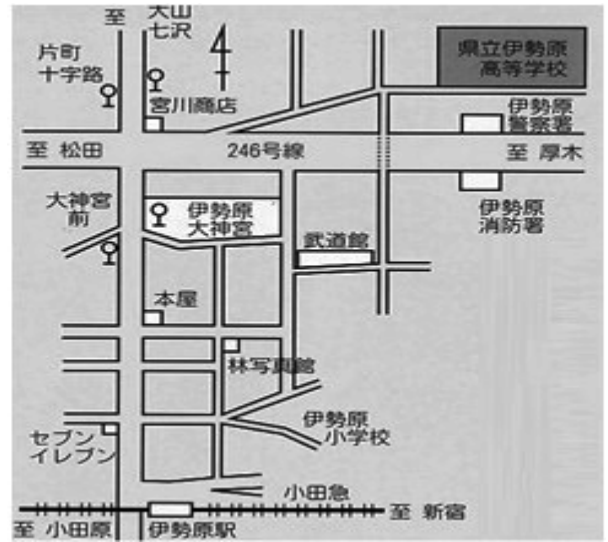 至
大山
七沢
片町
十字路
宮川商店
県立伊勢原
高等学校
伊勢原
警察署
至 松田
246号線
至 厚木
大神宮
前
伊勢原
大神宮
武道館
伊勢原
消防署
本屋
林写真館
伊勢原
小学校
セブン
イレブン
小田急
至 新宿
至 小田原
伊勢原駅